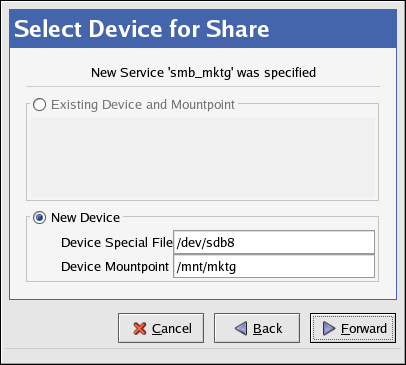 Select Device for Share
New Service 'smb_mktg' was specified
Existing Device and Mountpoint
New Device
Device Special File /dev/sdb8
Device Mountpoint /mnt/mktg
Cancel Back Forward